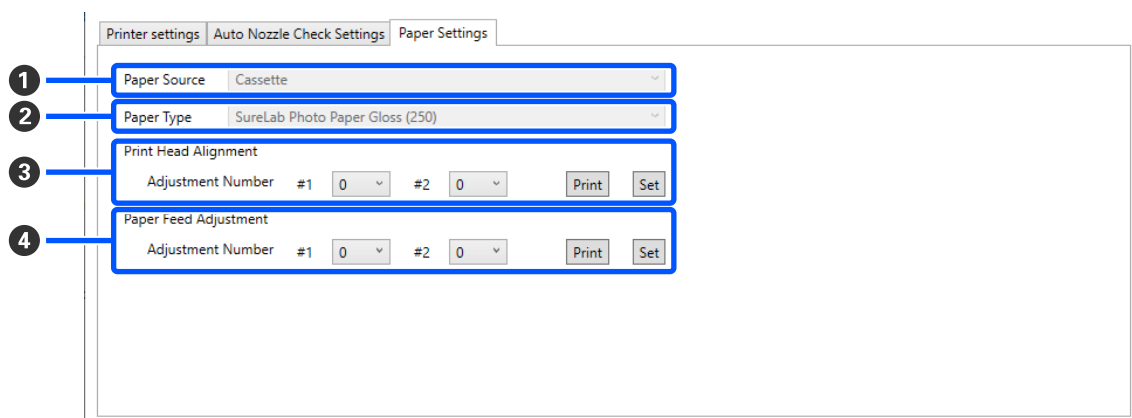 Printer settings Auto Nozzle Check Settings Paper Settings
1 Paper Source Cassette
2 Paper Type SureLab Photo Paper Gloss (250)
Print Head Alignment
3 Adjustment Number #1 0 #2 0 Print Set
Paper Feed Adjustment
4 Adjustment Number #1 0 #2 0 Print Set